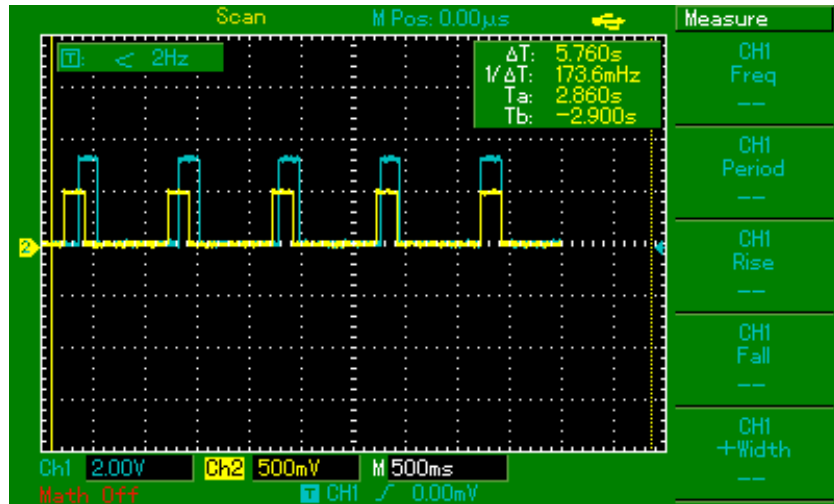 Scan M Pos: 0.00μs Measure
T: < 2Hz
ΔT: 5.760s
1/ΔT: 173.6mHz
Ta: 2.860s
Tb: -2.900s
CH1
Freq
--
CH1
Period
--
2
CH1
Rise
--
CH1
Fall
--
CH1
+Width
--
Ch1 2.00V Ch2 500mV M 500ms
Math Off T CH1 0.00mV